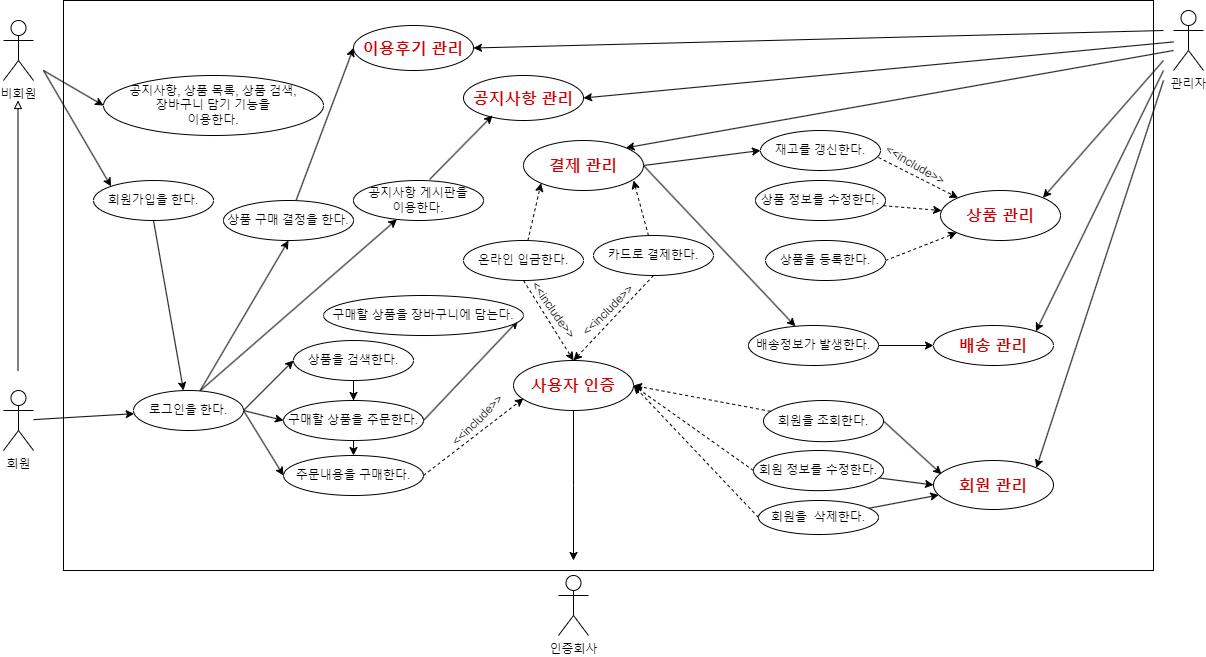 이용후기 관리
비회원
관리자
공지사항, 상품 목록, 상품 검색,
장바구니 담기 기능을
이용한다.
공지사항 관리
결제 관리
재고를 갱신한다.
<<include>>
회원가입을 한다.
상품 구매 결정을 한다.
공지사항 게시판을
이용한다.
상품 정보를 수정한다.
상품 관리
온라인 입금한다.
카드로 결제한다.
상품을 등록한다.
<<include>>
<<include>>
구매할 상품을 장바구니에 담는다.
배송정보가 발생한다.
배송 관리
상품을 검색한다.
사용자 인증
로그인을 한다.
구매할 상품을 주문한다.
<<include>>
회원을 조회한다.
회원
주문내용을 구매한다.
회원 정보를 수정한다.
회원 관리
회원을 삭제한다.
인증회사